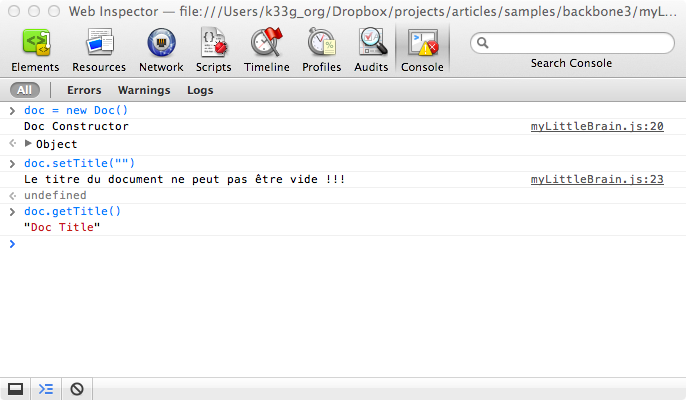 Web Inspector — file:///Users/k33g_org/Dropbox/projects/articles/samples/backbone3/myL...
Elements Resources Network Scripts Timeline Profiles Audits Console Search Console
All Errors Warnings Logs
> doc = new Doc()
Doc Constructor myLittleBrain.js:20
Object
> doc.setTitle("")
Le titre du document ne peut pas être vide !!! myLittleBrain.js:23
undefined
> doc.getTitle()
"Doc Title"
>